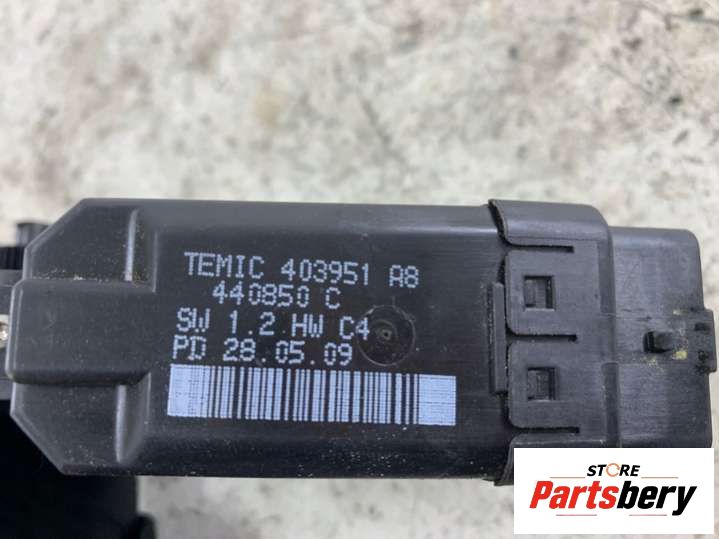 TEMIC 403951 A8
440850 C
SW 1.2 HW C4
PD 28.05.09
STORE
Partsbery